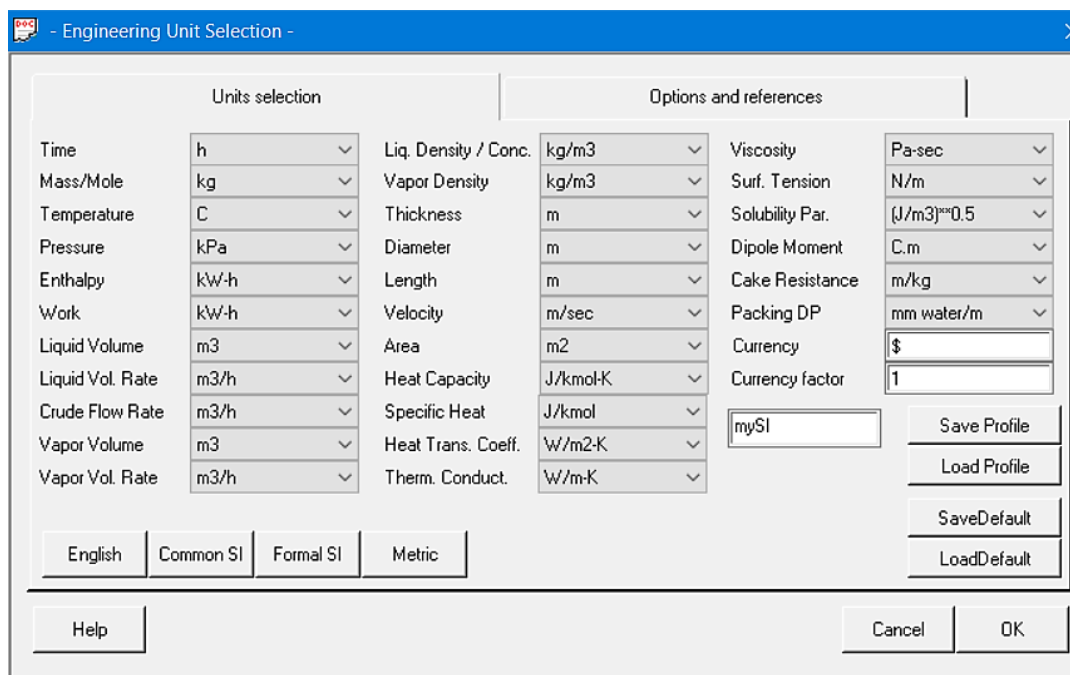 DOC - Engineering Unit Selection -
Units selection Options and references
Time h Liq. Density / Conc. kg/m3 Viscosity Pa-sec
Mass/Mole kg Vapor Density kg/m3 Surf. Tension N/m
Temperature C Thickness m Solubility Par. (J/m3)**0.5
Pressure kPa Diameter m Dipole Moment C.m
Enthalpy kW-h Length m Cake Resistance m/kg
Work kW-h Velocity m/sec Packing DP mm water/m
Liquid Volume m3 Area m2 Currency $
Liquid Vol. Rate m3/h Heat Capacity J/kmol-K Currency factor 1
Crude Flow Rate m3/h Specific Heat J/kmol mySI Save Profile
Vapor Volume m3 Heat Trans. Coeff. W/m2-K
Vapor Vol. Rate m3/h Therm. Conduct. W/m-K Load Profile
SaveDefault
English Common SI Formal SI Metric LoadDefault
Help Cancel OK